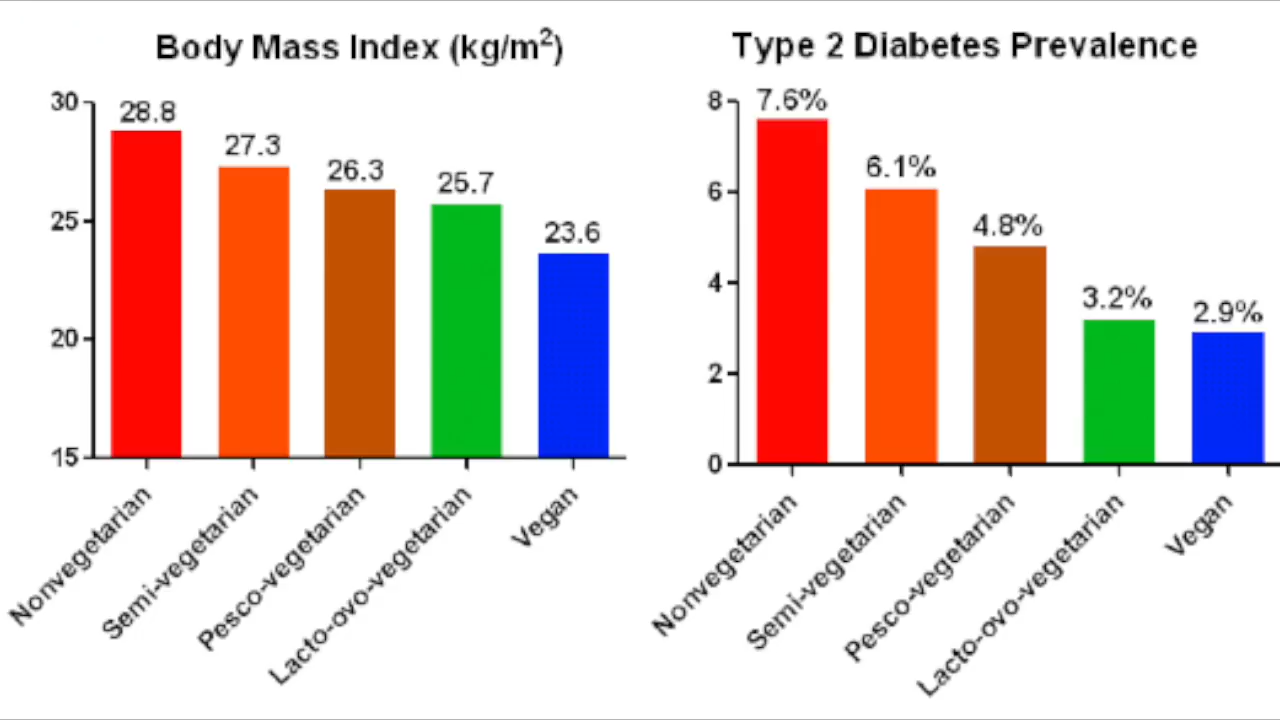 Body Mass Index (kg/m²)
30
28.8
27.3
26.3
25.7
23.6
25
20
15
Nonvegetarian
Semi-vegetarian
Pesco-vegetarian
Lacto-ovo-vegetarian
Vegan
Type 2 Diabetes Prevalence
8
7.6%
6.1%
4.8%
3.2%
2.9%
6
4
2
0
Nonvegetarian
Semi-vegetarian
Pesco-vegetarian
Lacto-ovo-vegetarian
Vegan